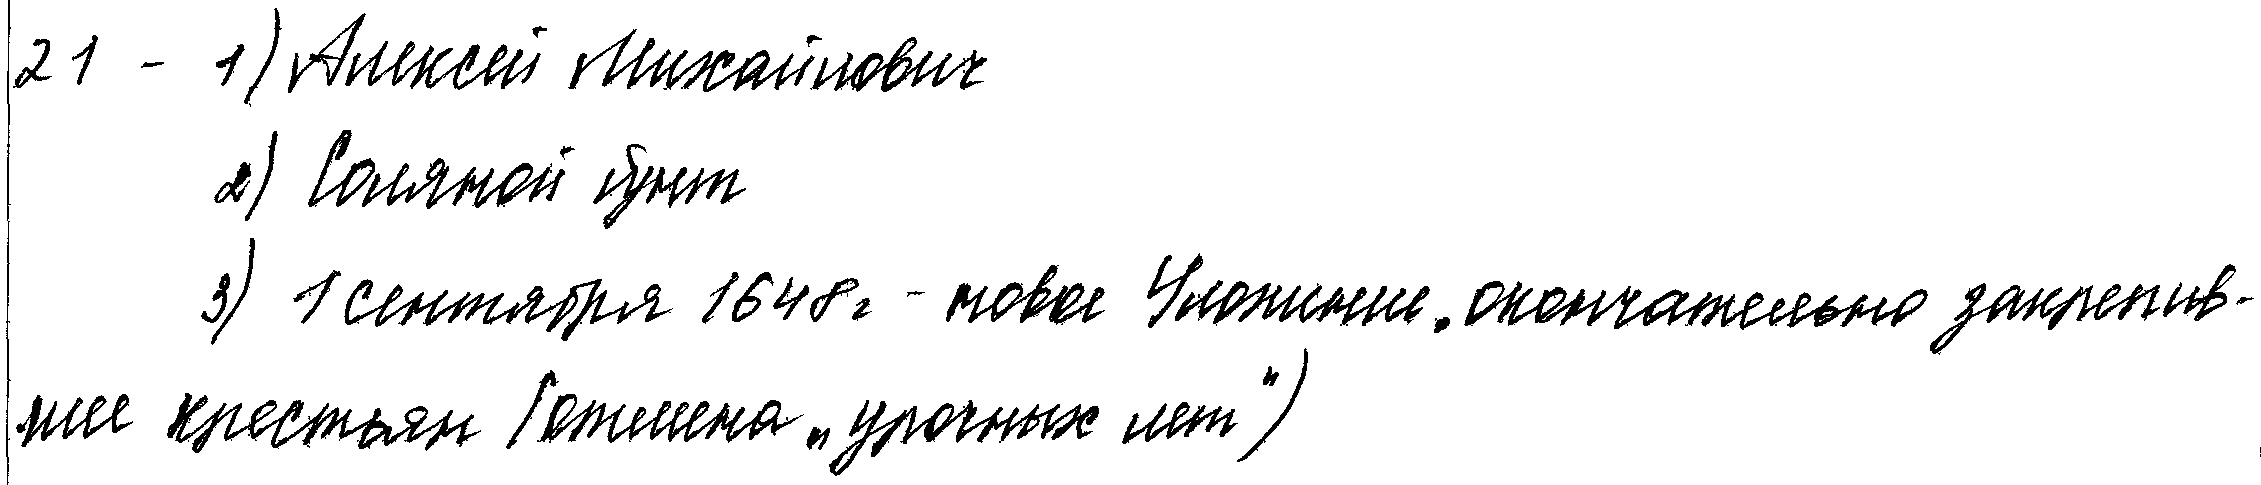 21 - 1) Алексей Михайлович
2) Соляной бунт
3) 1 сентября 1648г - новое Уложение, окончательно закрепив-
шее крестьян (отмена „урочных лет")